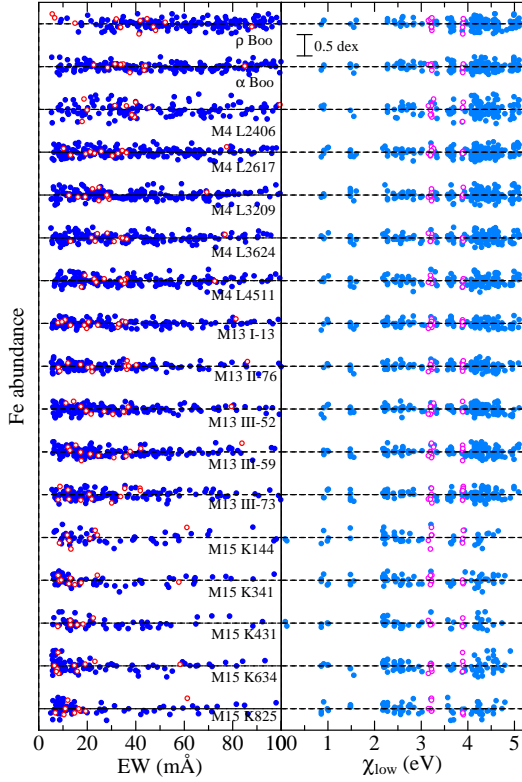 ρ Boo
0.5 dex
α Boo
M4 L2406
M4 L2617
M4 L3209
M4 L3624
M4 L4511
M13 I-13
M13 II-76
M13 III-52
M13 III-59
M13 III-73
M15 K144
M15 K341
M15 K431
M15 K634
M15 K825
Fe abundance
0 20 40 60 80 100
0 1 2 3 4 5
EW (mÅ)
χlow (eV)